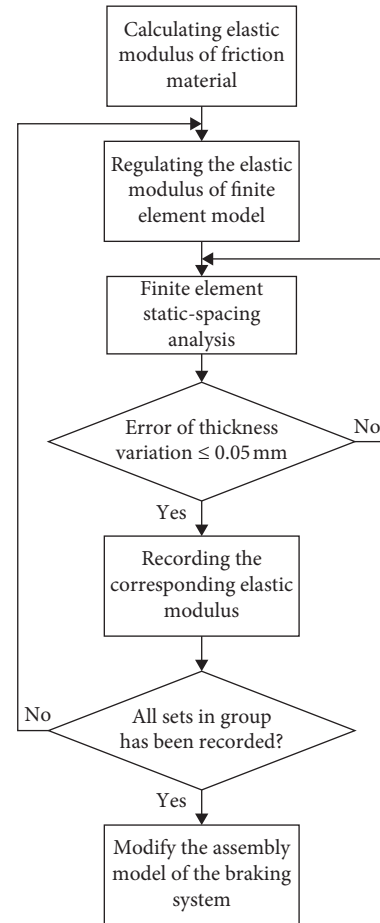 Calculating elastic
modulus of friction
material
Regulating the elastic
modulus of finite
element model
Finite element
static-spacing
analysis
Error of thickness
variation ≤ 0.05 mm
No
Yes
Recording the
corresponding elastic
modulus
No
All sets in group
has been recorded?
Yes
Modify the assembly
model of the braking
system